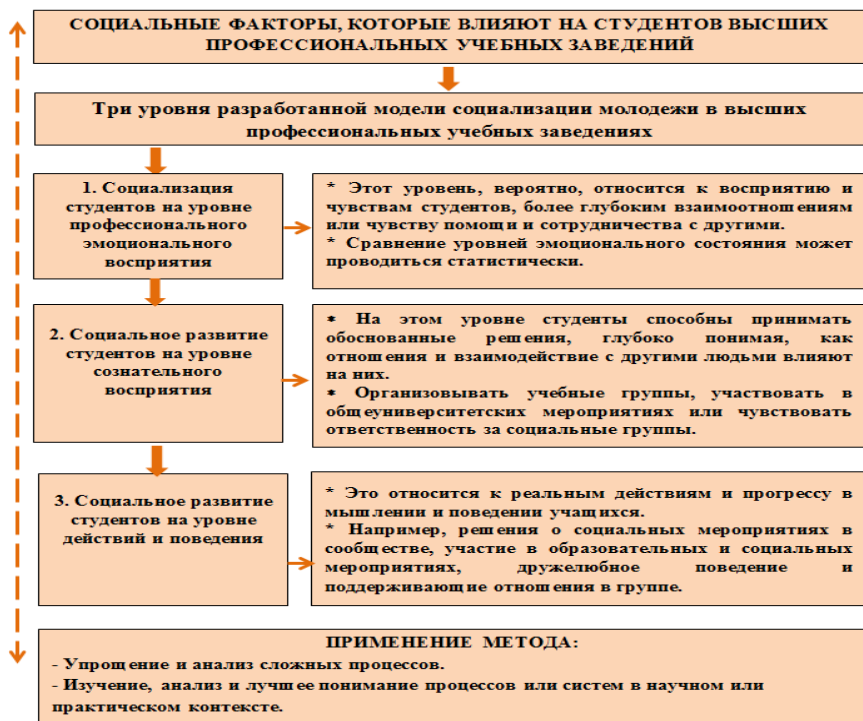 СОЦИАЛЬНЫЕ ФАКТОРЫ, КОТОРЫЕ ВЛИЯЮТ НА СТУДЕНТОВ ВЫСШИХ
ПРОФЕССИОНАЛЬНЫХ УЧЕБНЫХ ЗАВЕДЕНИЙ
Три уровня разработанной модели социализации молодежи в высших
профессиональных учебных заведениях
1. Социализация
студентов на уровне
профессионального
эмоционального
восприятия
* Этот уровень, вероятно, относится к восприятию и
чувствам студентов, более глубоким взаимоотношениям
или чувству помощи и сотрудничества с другими.
* Сравнение уровней эмоционального состояния может
проводиться статистически.
2. Социальное развитие
студентов на уровне
сознательного
восприятия
* На этом уровне студенты способны принимать
обоснованные решения, глубоко понимая, как
отношения и взаимодействие с другими людьми влияют
на них.
* Организовывать учебные группы, участвовать в
общеуниверситетских мероприятиях или чувствовать
ответственность за социальные группы.
3. Социальное развитие
студентов на уровне
действий и поведения
* Это относится к реальным действиям и прогрессу в
мышлении и поведении учащихся.
* Например, решения о социальных мероприятиях в
сообществе, участие в образовательных и социальных
мероприятиях, дружелюбное поведение и
поддерживающие отношения в группе.
ПРИМЕНЕНИЕ МЕТОДА:
- Упрощение и анализ сложных процессов.
- Изучение, анализ и лучшее понимание процессов или систем в научном или
практическом контексте.